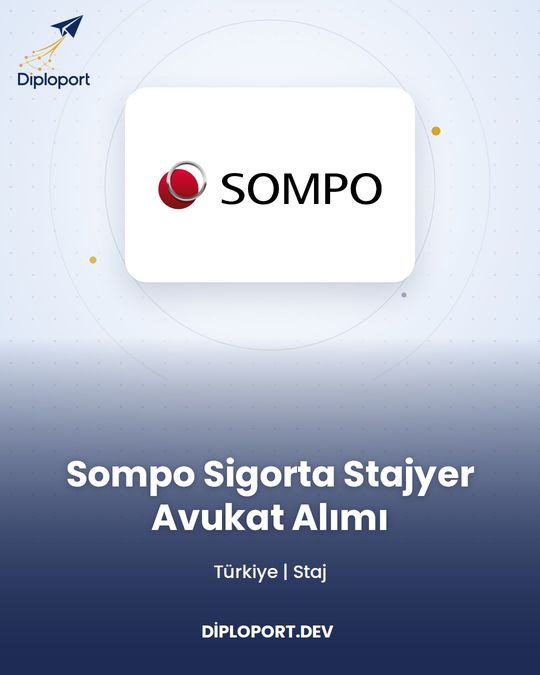 Diploport
SOMPO
Sompo Sigorta Stajyer
Avukat Alımı
Türkiye | Staj
DİPLOPORT.DEV